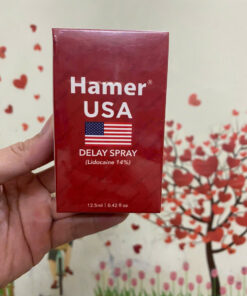 Hamer®
USA
DELAY SPRAY
(Lidocaine 14%)
12.5ml | 0.42 fl oz